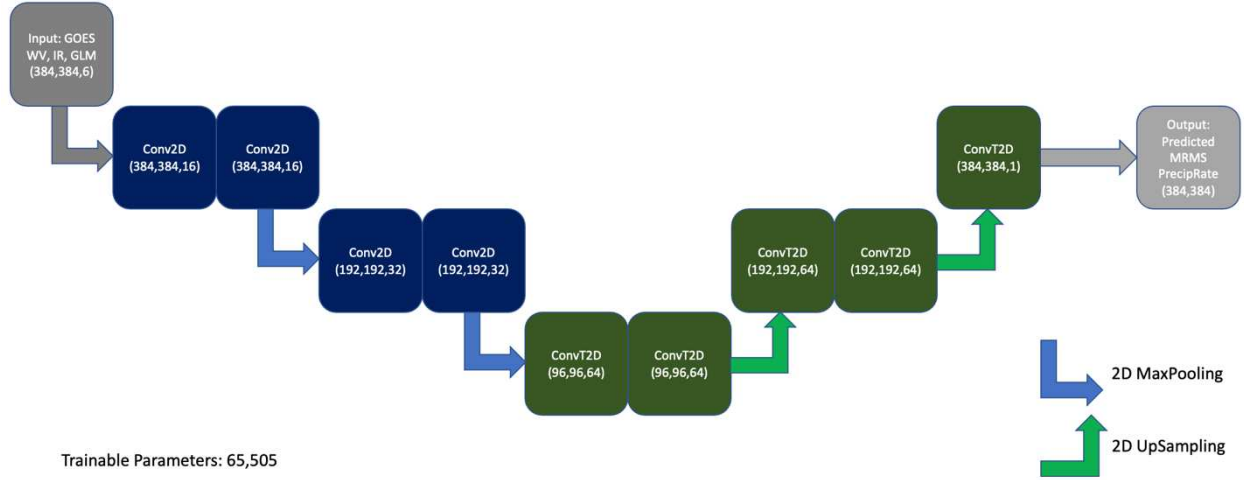 Input: GOES
WV, IR, GLM
(384,384,6)
Conv2D
(384,384,16)
Conv2D
(384,384,16)
Conv2D
(192,192,32)
Conv2D
(192,192,32)
ConvT2D
(96,96,64)
ConvT2D
(96,96,64)
ConvT2D
(192,192,64)
ConvT2D
(192,192,64)
ConvT2D
(384,384,1)
Output:
Predicted
MRMS
PrecipRate
(384,384)
2D MaxPooling
2D UpSampling
Trainable Parameters: 65,505